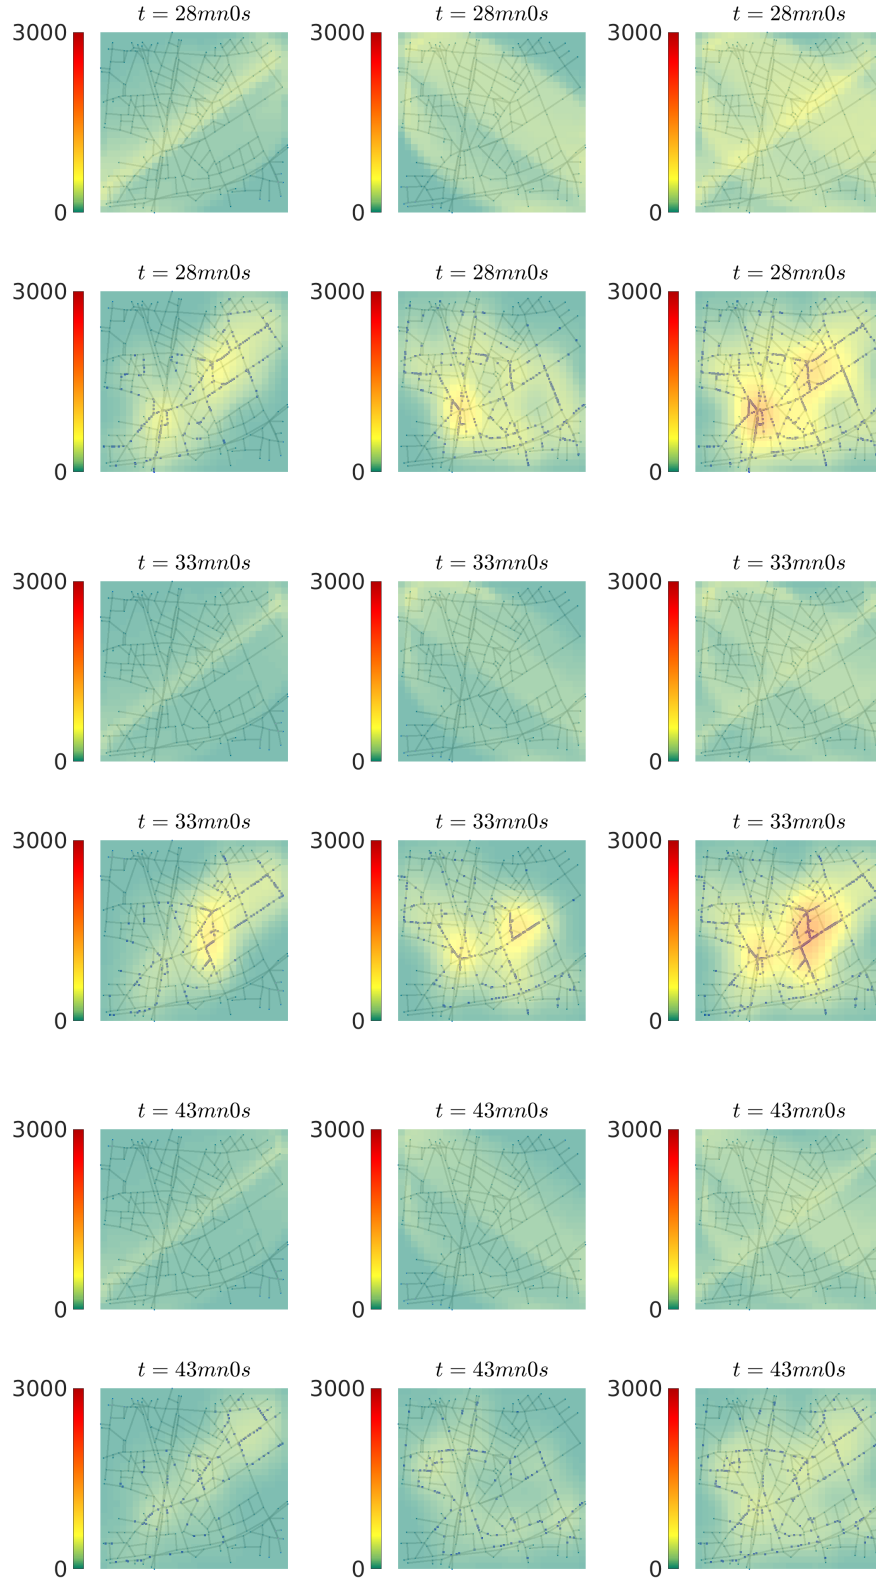 t = 28mn0s t = 28mn0s t = 28mn0s
3000 3000 3000
0 0 0
t = 28mn0s t = 28mn0s t = 28mn0s
3000 3000 3000
0 0 0
t = 33mn0s t = 33mn0s t = 33mn0s
3000 3000 3000
0 0 0
t = 33mn0s t = 33mn0s t = 33mn0s
3000 3000 3000
0 0 0
t = 43mn0s t = 43mn0s t = 43mn0s
3000 3000 3000
0 0 0
t = 43mn0s t = 43mn0s t = 43mn0s
3000 3000 3000
0 0 0